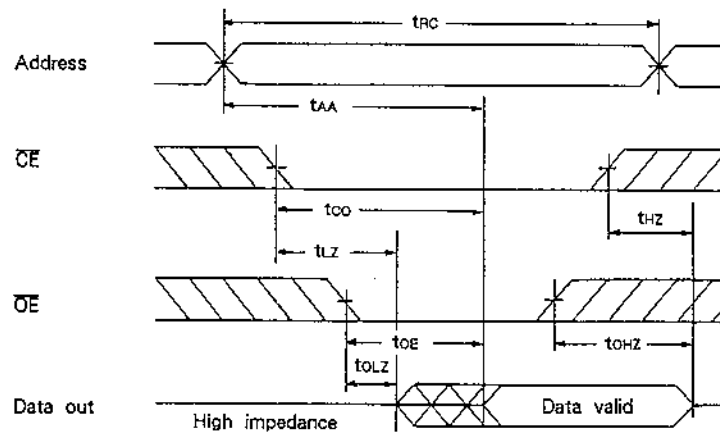 tRC
Address
tAA
CE
tCO
tHZ
tLZ
OE
tOE
tOHZ
tOLZ
Data out
High impedance
Data valid